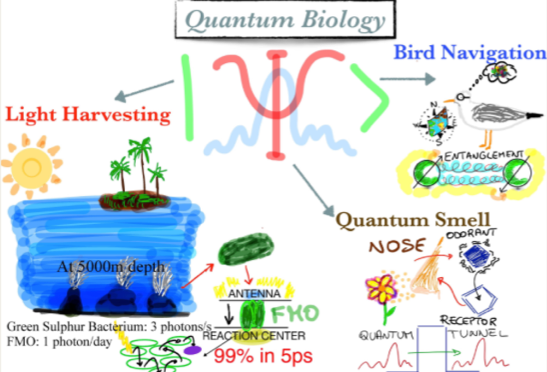 Quantum Biology
Bird Navigation
Light Harvesting
N
S
ENTANGLEMENT
Quantum Smell
NOSE
ODORANT
At 5000m depth
ANTENNA
FMO
RECEPTOR
Green Sulphur Bacterium: 3 photons/s
FMO: 1 photon/day
REACTION CENTER
99% in 5ps
QUANTUM TUNNEL